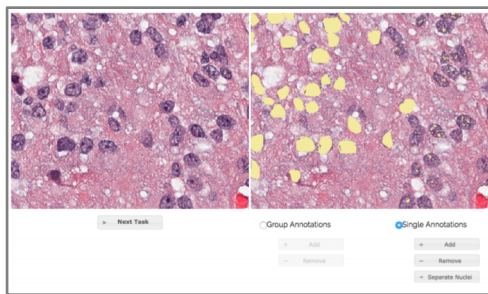 Next Task
Group Annotations
Single Annotations
+ Add
− Remove
+ Add
− Remove
Separate Nuclei